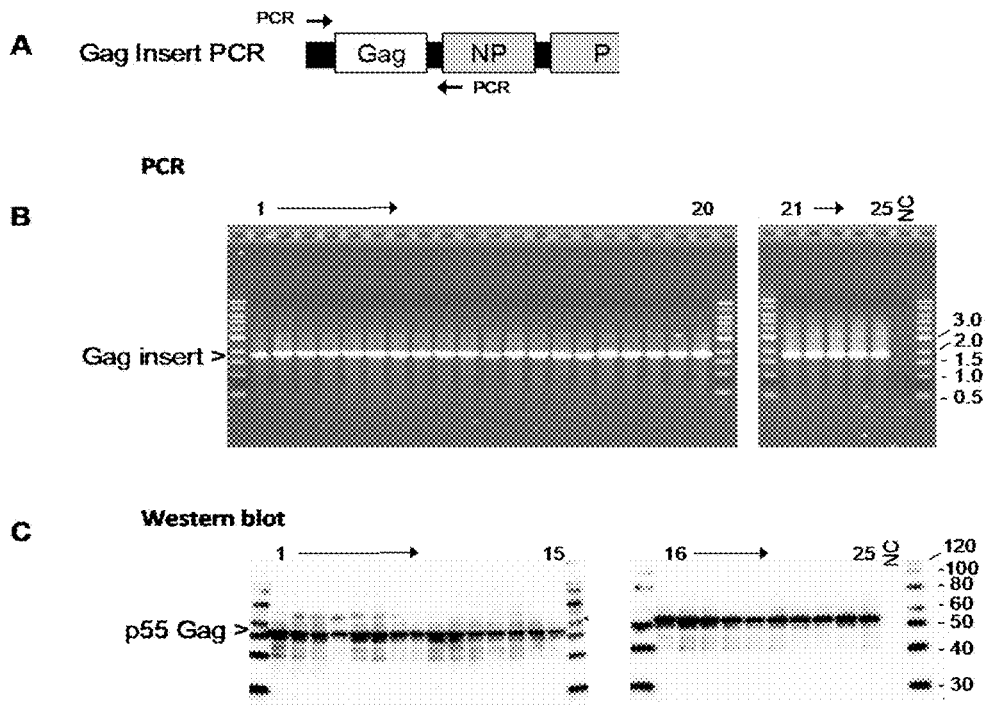 PCR
A
Gag Insert PCR
Gag
NP
P
PCR
PCR
B
1
20
21
25
NC
Gag insert >
3.0
2.0
- 1.5
- 1.0
- 0.5
Western blot
C
1
15
16
25
NC
120
-100
- 80
- 60
- 50
- 40
- 30
p55 Gag >